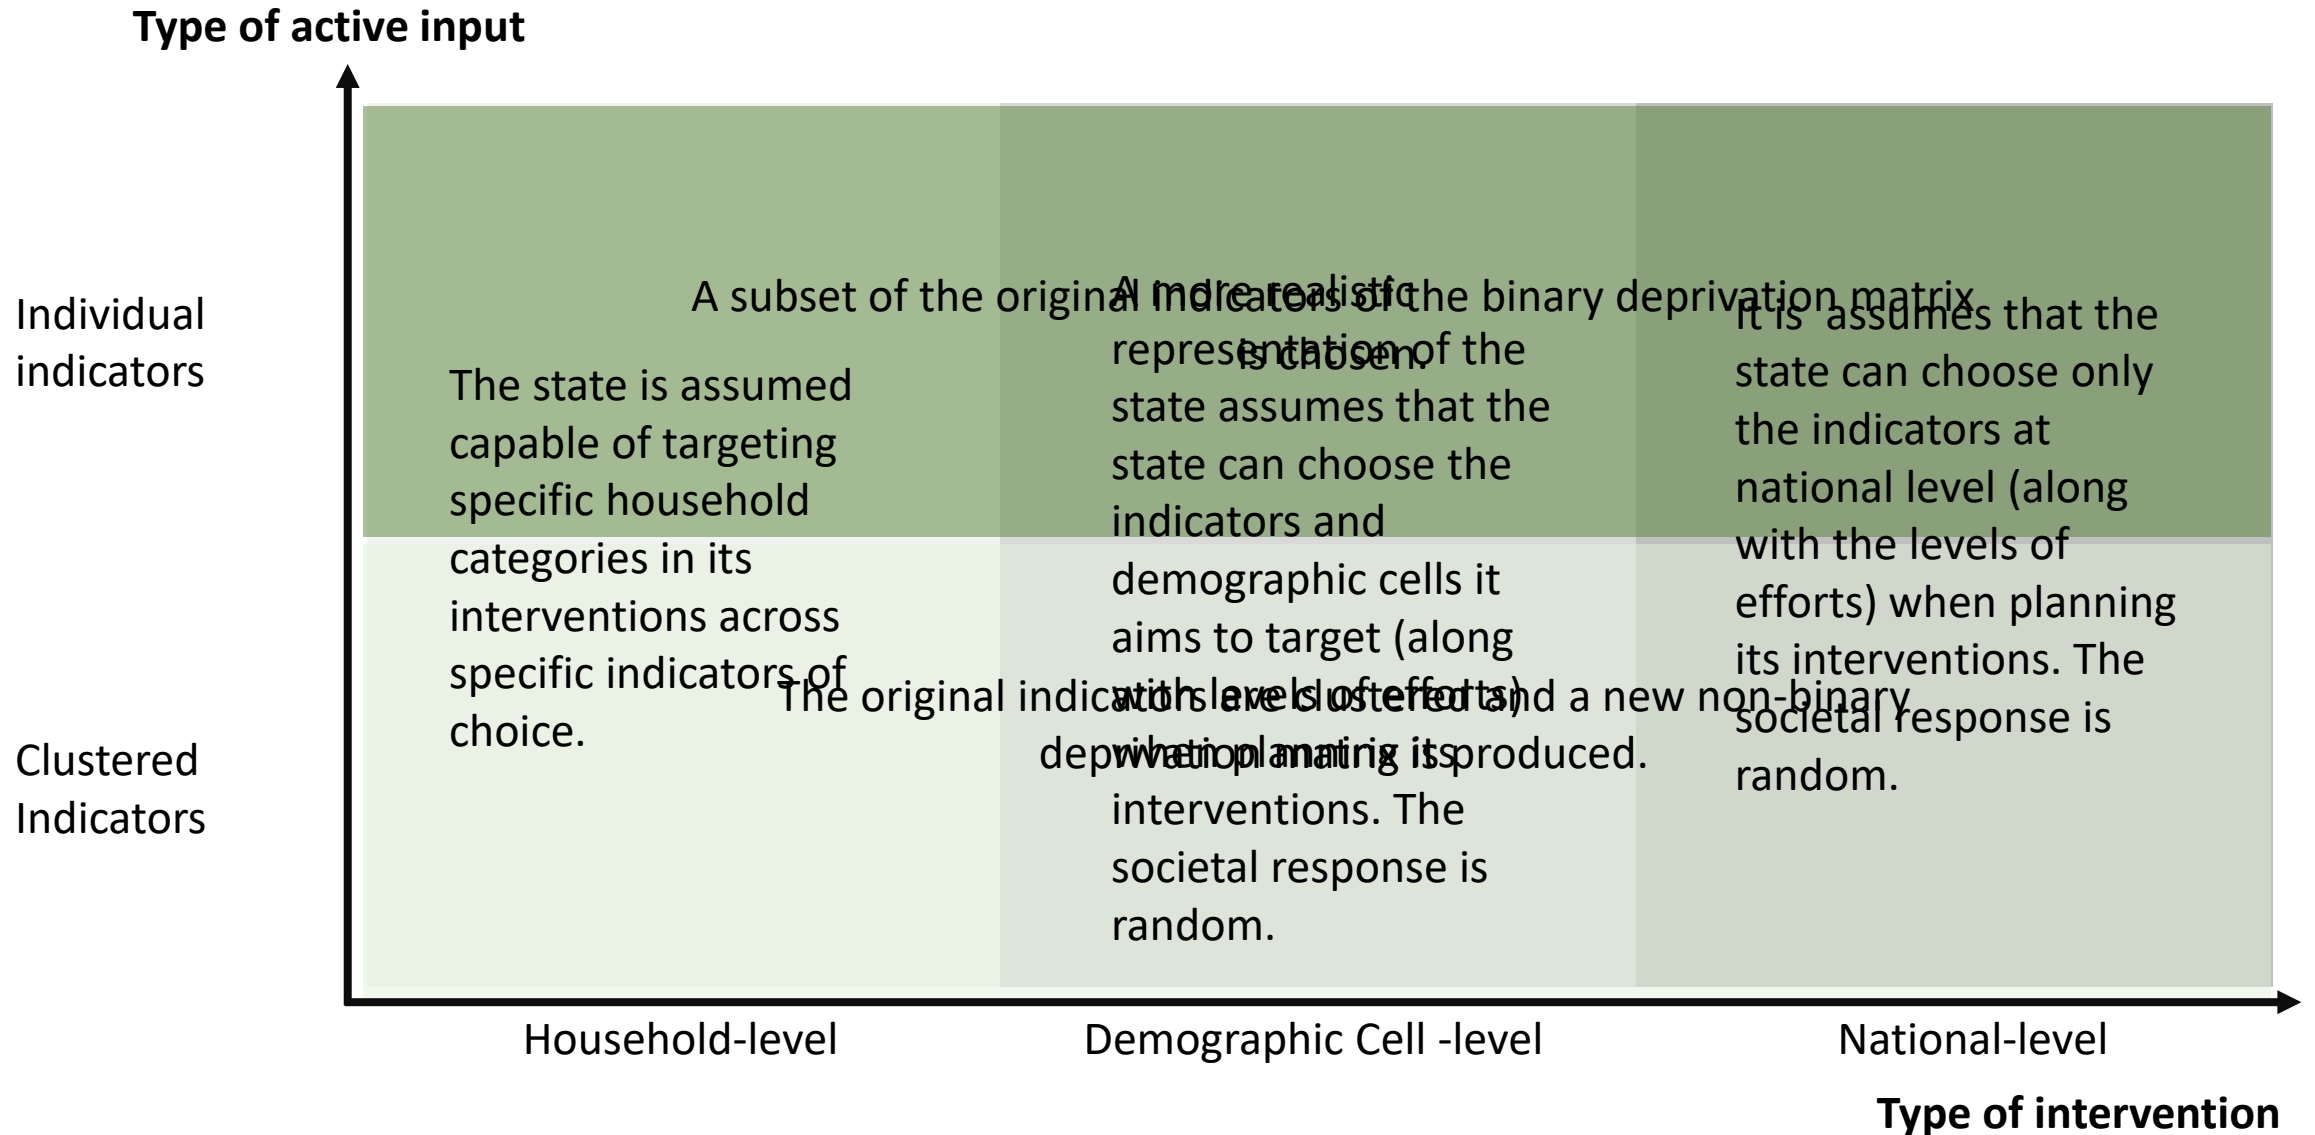 Type of active input
Individual
indicators
Clustered
Indicators
A subset of the original indicators of the binary deprivation matrix
is chosen.
The original indicators are clustered and a new non-binary
deprivation matrix is produced.
The state is assumed
capable of targeting
specific household
categories in its
interventions across
specific indicators of
choice.
A more realistic
representation of the
state assumes that the
state can choose the
indicators and
demographic cells it
aims to target (along
with levels of efforts)
when planning its
interventions. The
societal response is
random.
It is  assumes that the
state can choose only
the indicators at
national level (along
with the levels of
efforts) when planning
its interventions. The
societal response is
random.
Household-level
Demographic Cell -level
National-level
Type of intervention